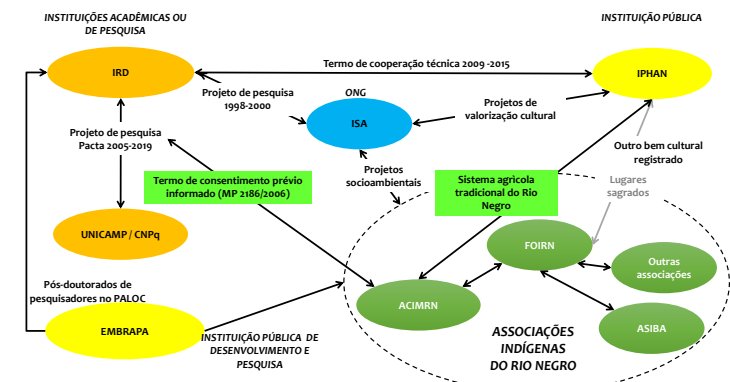 INSTITUIÇÕES ACADÊMICAS OU
DE PESQUISA
INSTITUIÇÃO PÚBLICA
IRD
Termo de cooperação técnica 2009 -2015
IPHAN
Projeto de pesquisa
1998-2000
ONG
ISA
Projetos de
valorização cultural
Projeto de pesquisa
Pacta 2005-2019
Outro bem cultural
registrado
Termo de consentimento prévio
informado (MP 2186/2006)
Projetos
socioambientais
Sistema agrìcola
tradicional do Rio
Negro
Lugares
sagrados
UNICAMP / CNPq
FOIRN
Outras
associações
Pós-doutorados de
pesquisadores no PALOC
ACIMRN
EMBRAPA
INSTITUIÇÃO PÚBLICA DE
DESENVOLVIMENTO E
PESQUISA
ASIBA
ASSOCIAÇÕES
INDÍGENAS
DO RIO NEGRO